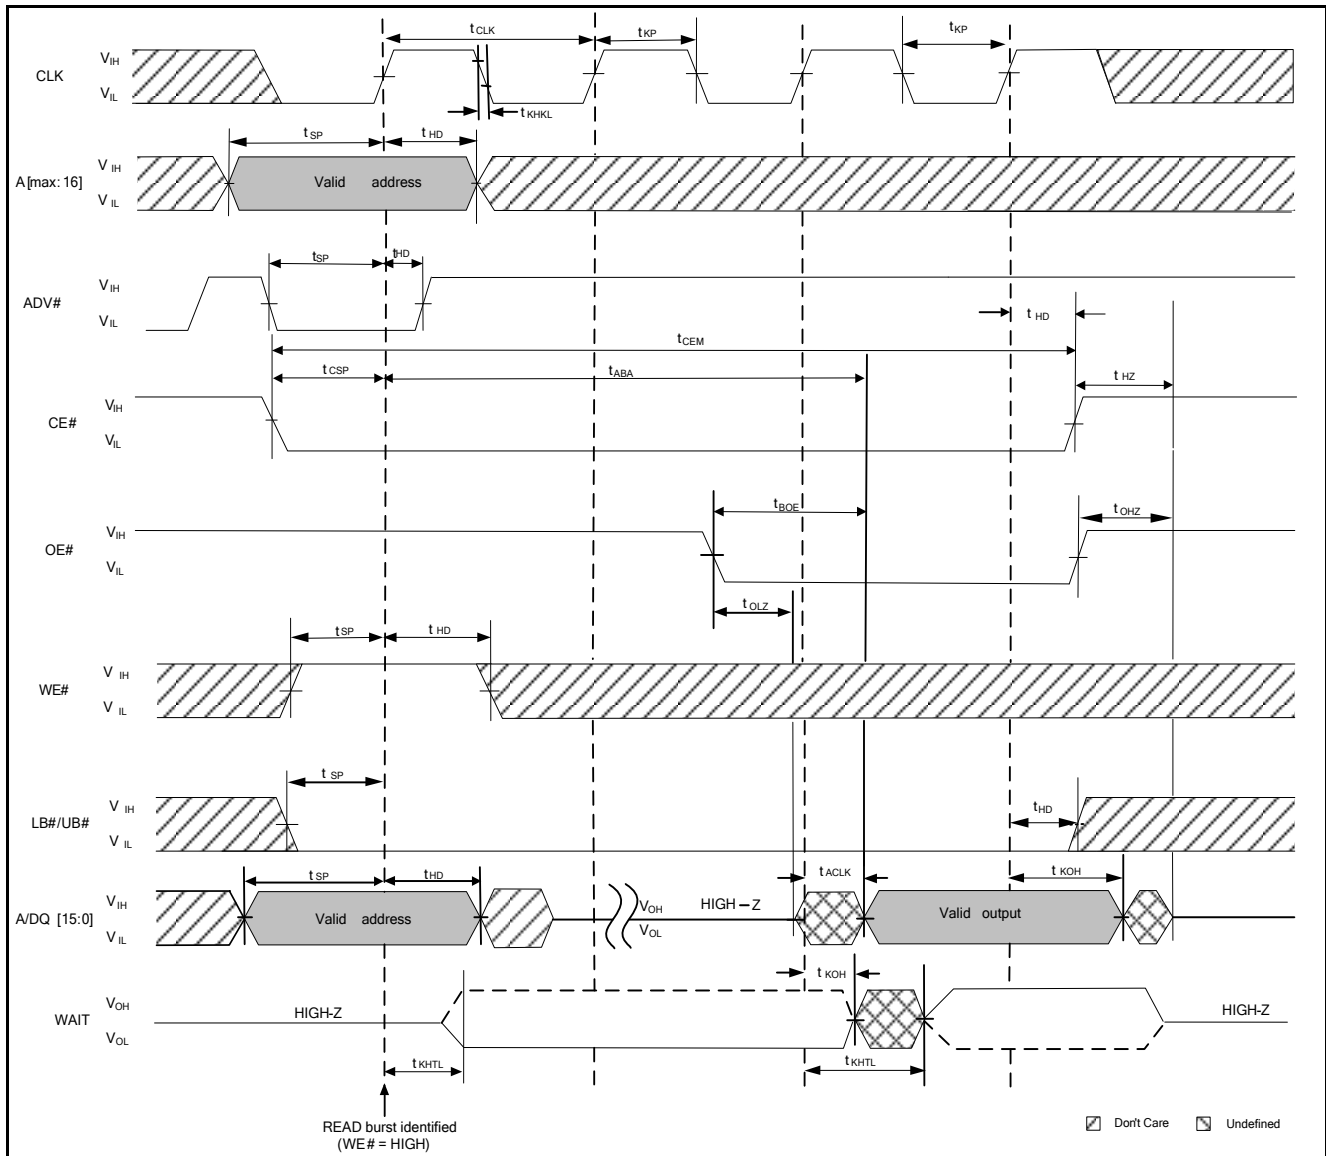 tCLK tKP tKP
CLK VIH
VIL
tKHKL
tSP tHD
A[max: 16] VIH
VIL
Valid address
tSP tHD
ADV# VIH
VIL
tHD
tCEM
tCSP tABA tHZ
CE# VIH
VIL
tBOE tOHZ
OE# VIH
VIL
tOLZ
tSP tHD
WE# VIH
VIL
tSP
LB#/UB# VIH
VIL
tHD
tSP tHD tACLK tKOH
A/DQ [15:0] VIH
VIL
Valid address
VOH
VOL
HIGH-Z
Valid output
tKOH
WAIT VOH
VOL
HIGH-Z
HIGH-Z
tKHTL tKHTL
READ burst identified
(WE# = HIGH)
Don't Care Undefined